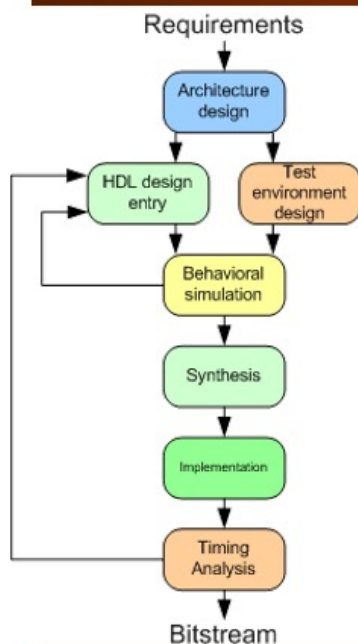 Requirements
Architecture
design
HDL design
entry
Test
environment
design
Behavioral
simulation
Synthesis
Implementation
Timing
Analysis
Bitstream